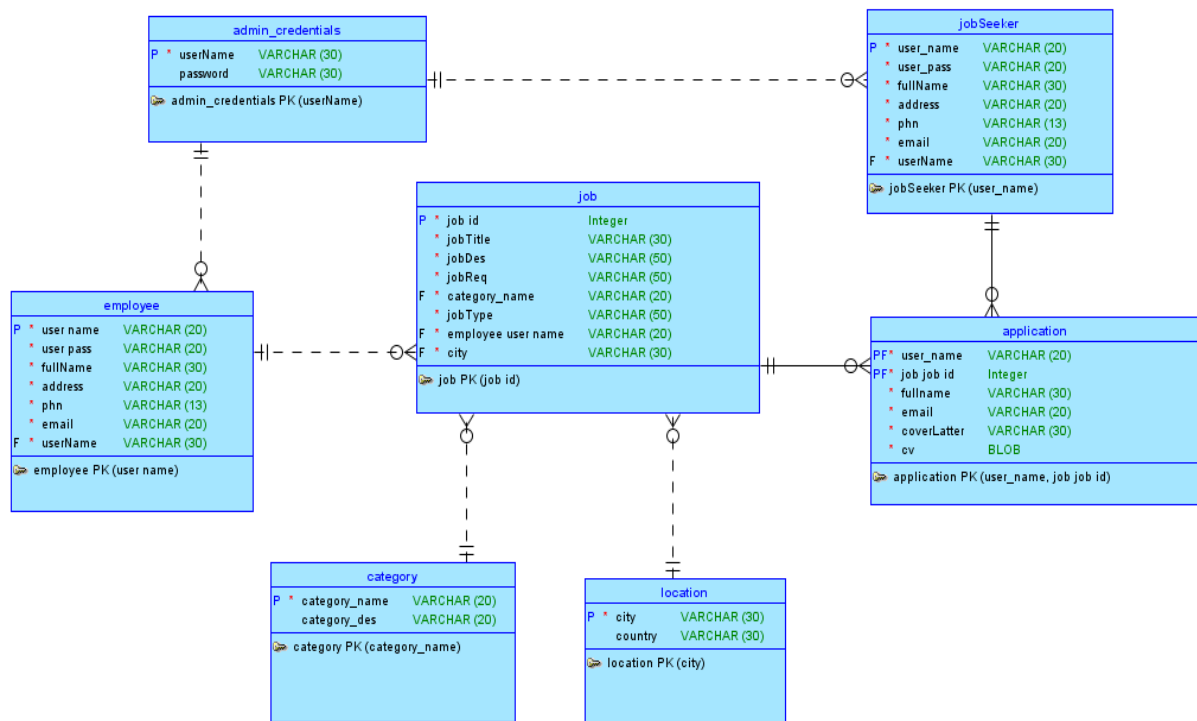 admin_credentials
P * userName VARCHAR (30)
password VARCHAR (30)
admin_credentials PK (userName)
jobSeeker
P * user_name VARCHAR (20)
* user_pass VARCHAR (20)
* fullName VARCHAR (30)
* address VARCHAR (20)
* phn VARCHAR (13)
* email VARCHAR (20)
F * userName VARCHAR (30)
jobSeeker PK (user_name)
job
P * job id Integer
* jobTitle VARCHAR (30)
* jobDes VARCHAR (50)
* jobReq VARCHAR (50)
F * category_name VARCHAR (20)
* jobType VARCHAR (50)
F * employee user name VARCHAR (20)
F * city VARCHAR (30)
job PK (job id)
employee
P * user name VARCHAR (20)
* user pass VARCHAR (20)
* fullName VARCHAR (30)
* address VARCHAR (20)
* phn VARCHAR (13)
* email VARCHAR (20)
F * userName VARCHAR (30)
employee PK (user name)
application
PF* user_name VARCHAR (20)
PF* job job id Integer
* fullname VARCHAR (30)
* email VARCHAR (20)
* coverLatter VARCHAR (30)
* cv BLOB
application PK (user_name, job job id)
category
P * category_name VARCHAR (20)
category_des VARCHAR (20)
category PK (category_name)
location
P * city VARCHAR (30)
country VARCHAR (30)
location PK (city)